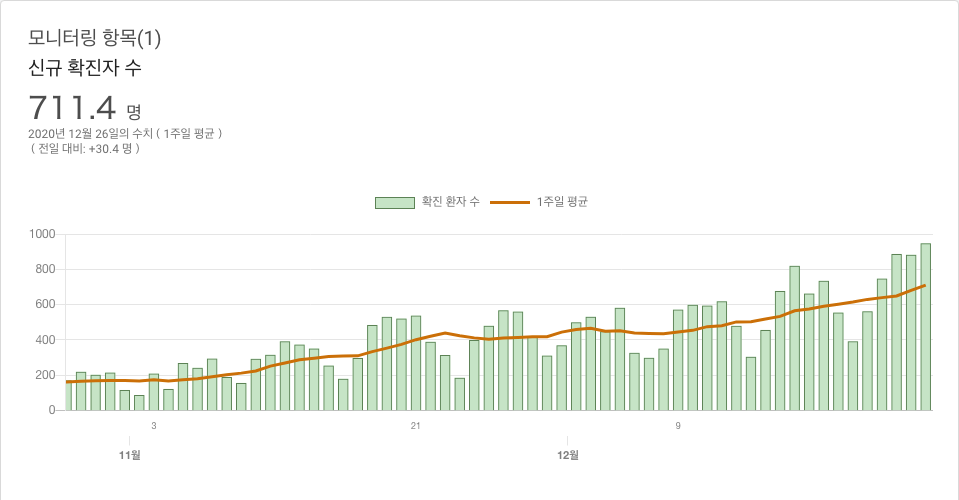 모니터링 항목(1)
신규 확진자 수
711.4 명
2020년 12월 26일의 수치 ( 1주일 평균 )
( 전일 대비: +30.4 명 )
확진 환자 수 1주일 평균
1000
800
600
400
200
0
3 21 9
11월 12월